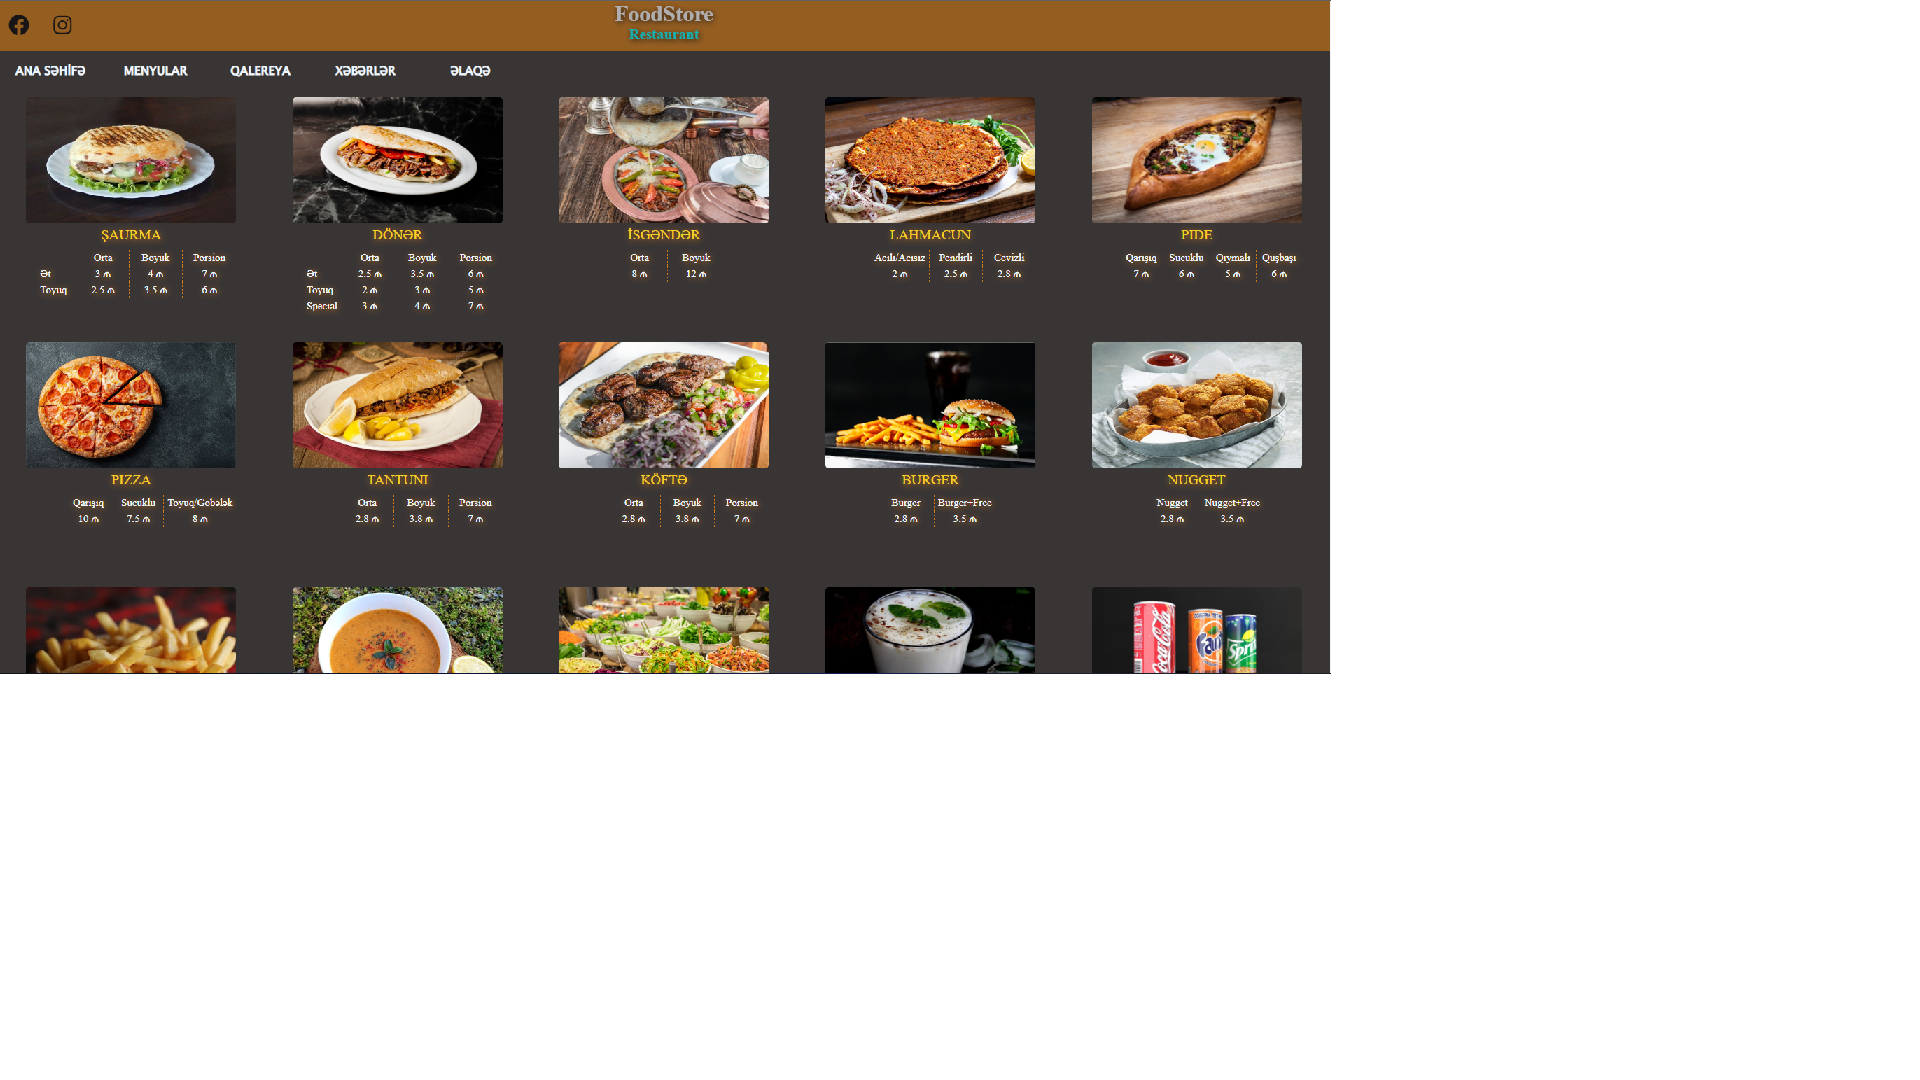 FoodStore
Restaurant
ANA SƏHİFƏ MENYULAR QALEREYA XƏBƏRLƏR ƏLAQƏ
ŞAURMA DÖNƏR İSGƏNDƏR LAHMACUN PIDE
Orta Boyuk Porsion Orta Boyuk Porsion Orta Boyuk Acılı/Acısız Pendirli Cevizli Qarışıq Sucuklu Qıymalı Quşbaşı
Ət 3 ₼ 4 ₼ 7 ₼ Ət 2.5 ₼ 3.5 ₼ 6 ₼ 8 ₼ 12 ₼ 2 ₼ 2.5 ₼ 2.8 ₼ 7 ₼ 6 ₼ 5 ₼ 6 ₼
Toyuq 2.5 ₼ 3.5 ₼ 6 ₼ Toyuq 2 ₼ 3 ₼ 5 ₼
Special 3 ₼ 4 ₼ 7 ₼
PIZZA TANTUNI KÖFTƏ BURGER NUGGET
Qarışıq Sucuklu Toyuq/Gobələk Orta Boyuk Porsion Orta Boyuk Porsion Burger Burger+Free Nugget Nugget+Free
10 ₼ 7.5 ₼ 8 ₼ 2.8 ₼ 3.8 ₼ 7 ₼ 2.8 ₼ 3.8 ₼ 7 ₼ 2.8 ₼ 3.5 ₼ 2.8 ₼ 3.5 ₼
Coca-Cola